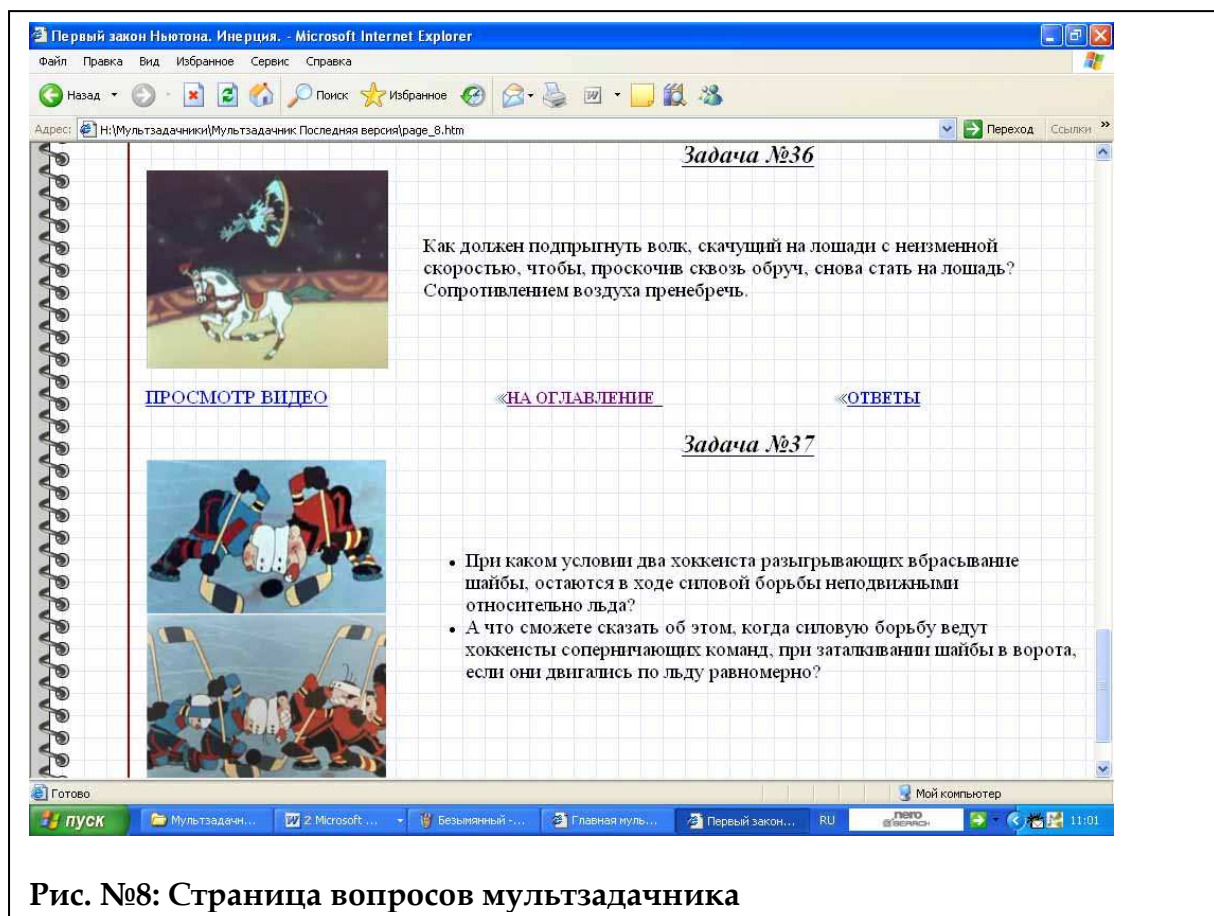 Первый закон Ньютона. Инерция. - Microsoft Internet Explorer
Файл Правка Вид Избранное Сервис Справка
Назад Поиск Избранное
Адрес: H:\Мультзадачники\Мультзадачник Последняя версия\page_8.htm Переход Ссылки »
Задача №36
Как должен подпрыгнуть волк, скачущий на лошади с неизменной
скоростью, чтобы, проскочив сквозь обруч, снова стать на лошадь?
Сопротивлением воздуха пренебречь.
ПРОСМОТР ВИДЕО «НА ОГЛАВЛЕНИЕ «ОТВЕТЫ
Задача №37
• При каком условии два хоккеиста разыгрывающих вбрасывание
шайбы, остаются в ходе силовой борьбы неподвижными
относительно льда?
• А что сможете сказать об этом, когда силовую борьбу ведут
хоккеисты соперничающих команд, при заталкивании шайбы в ворота,
если они двигались по льду равномерно?
Готово Мой компьютер
пуск Мультзадачн... 2 Microsoft ... Безымянный -... Главная муль... Первый закон... RU nero SEARCH 11:01
Рис. №8: Страница вопросов мультзадачника